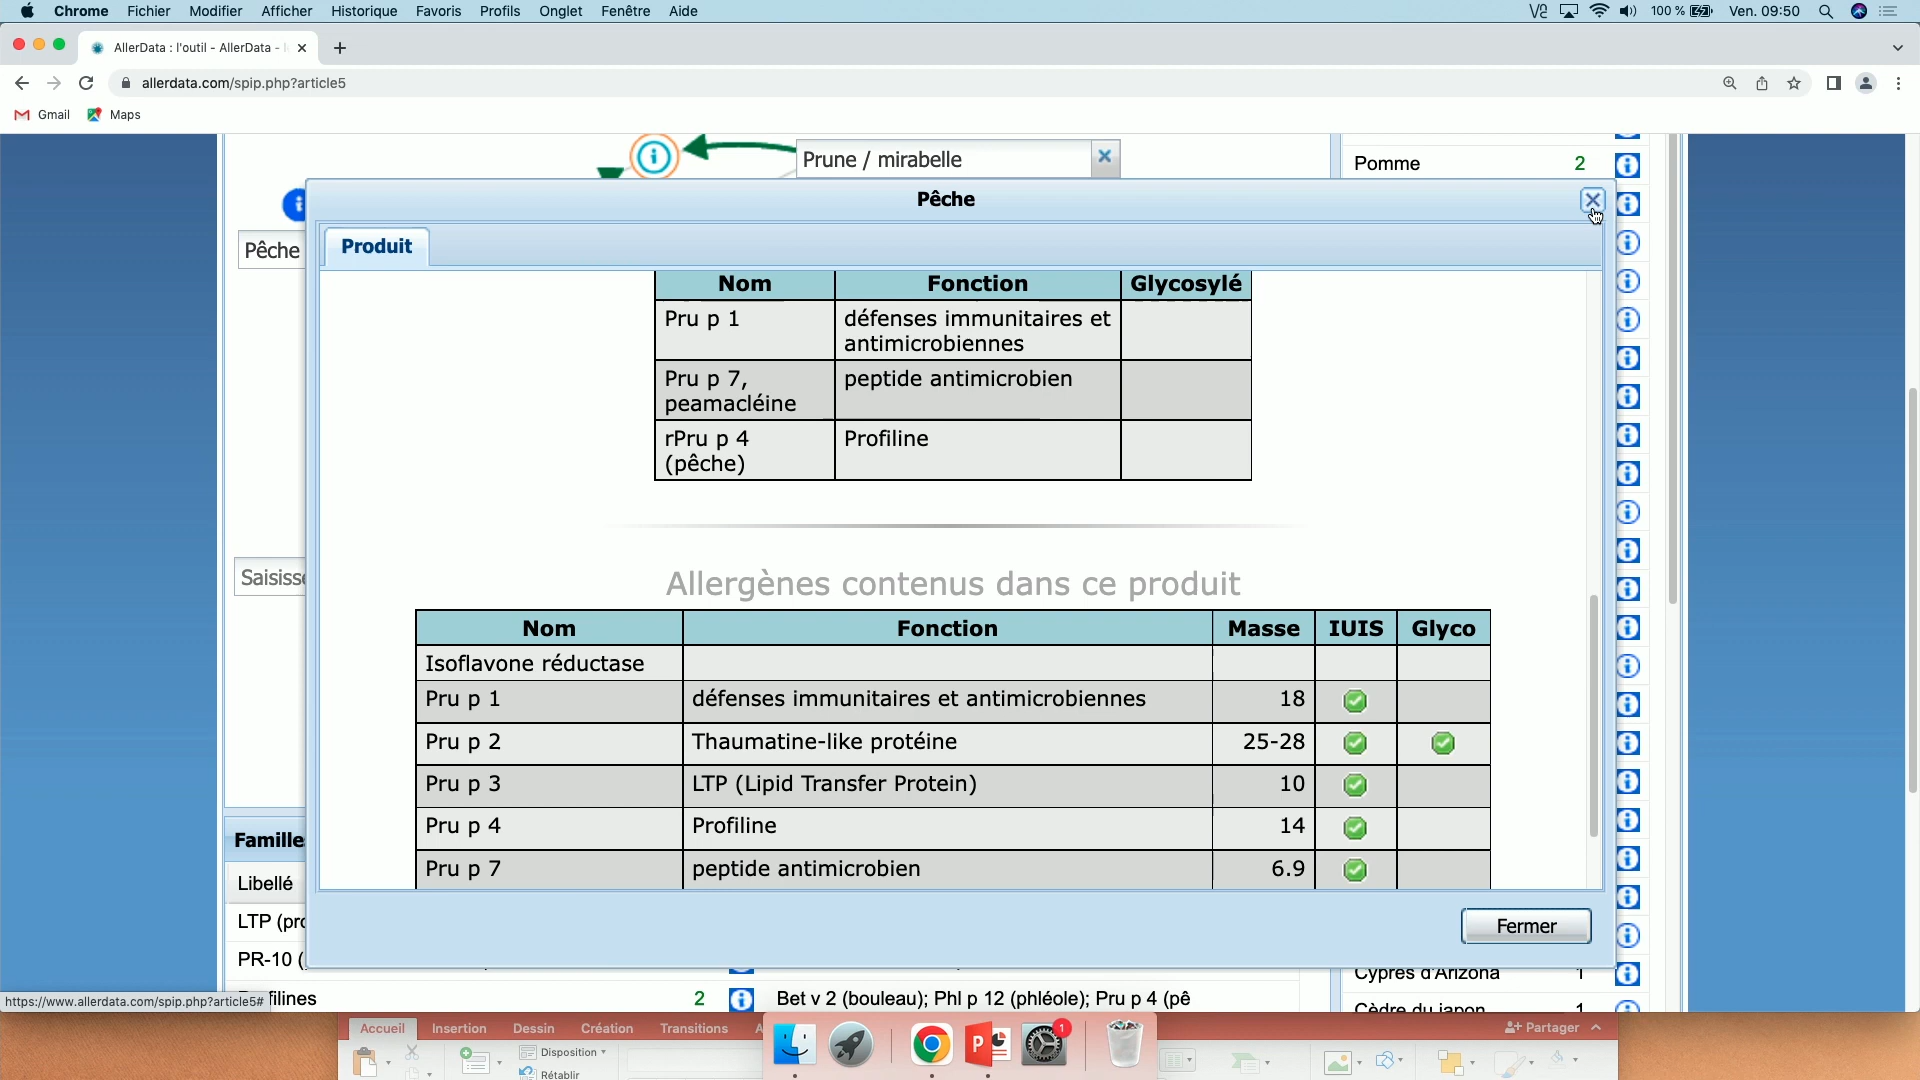 Chrome Fichier Modifier Afficher Historique Favoris Profils Onglet Fenêtre Aide 100 % Ven. 09:50
AllerData : l'outil - AllerData -
allerdata.com/spip.php?article5
Gmail Maps
Prune / mirabelle
Pomme 2
Pêche
Produit
Pêche
Nom Fonction Glycosylé
Pru p 1 défenses immunitaires et
antimicrobiennes
Pru p 7, peptide antimicrobien
peamacléine
rPru p 4 Profiline
(pêche)
Saisisse
Allergènes contenus dans ce produit
Nom Fonction Masse IUIS Glyco
Isoflavone réductase
Pru p 1 défenses immunitaires et antimicrobiennes 18
Pru p 2 Thaumatine-like protéine 25-28
Pru p 3 LTP (Lipid Transfer Protein) 10
Pru p 4 Profiline 14
Pru p 7 peptide antimicrobien 6.9
Famille
Libellé
LTP (pro
PR-10 (
Fermer
Cyprès d'Arizona 1
filines 2 Bet v 2 (bouleau); Phl p 12 (phléole); Pru p 4 (pê
Cèdre du japon 1
https://www.allerdata.com/spip.php?article5#
Accueil Insertion Dessin Création Transitions A Partager
Disposition
Rétablir
1